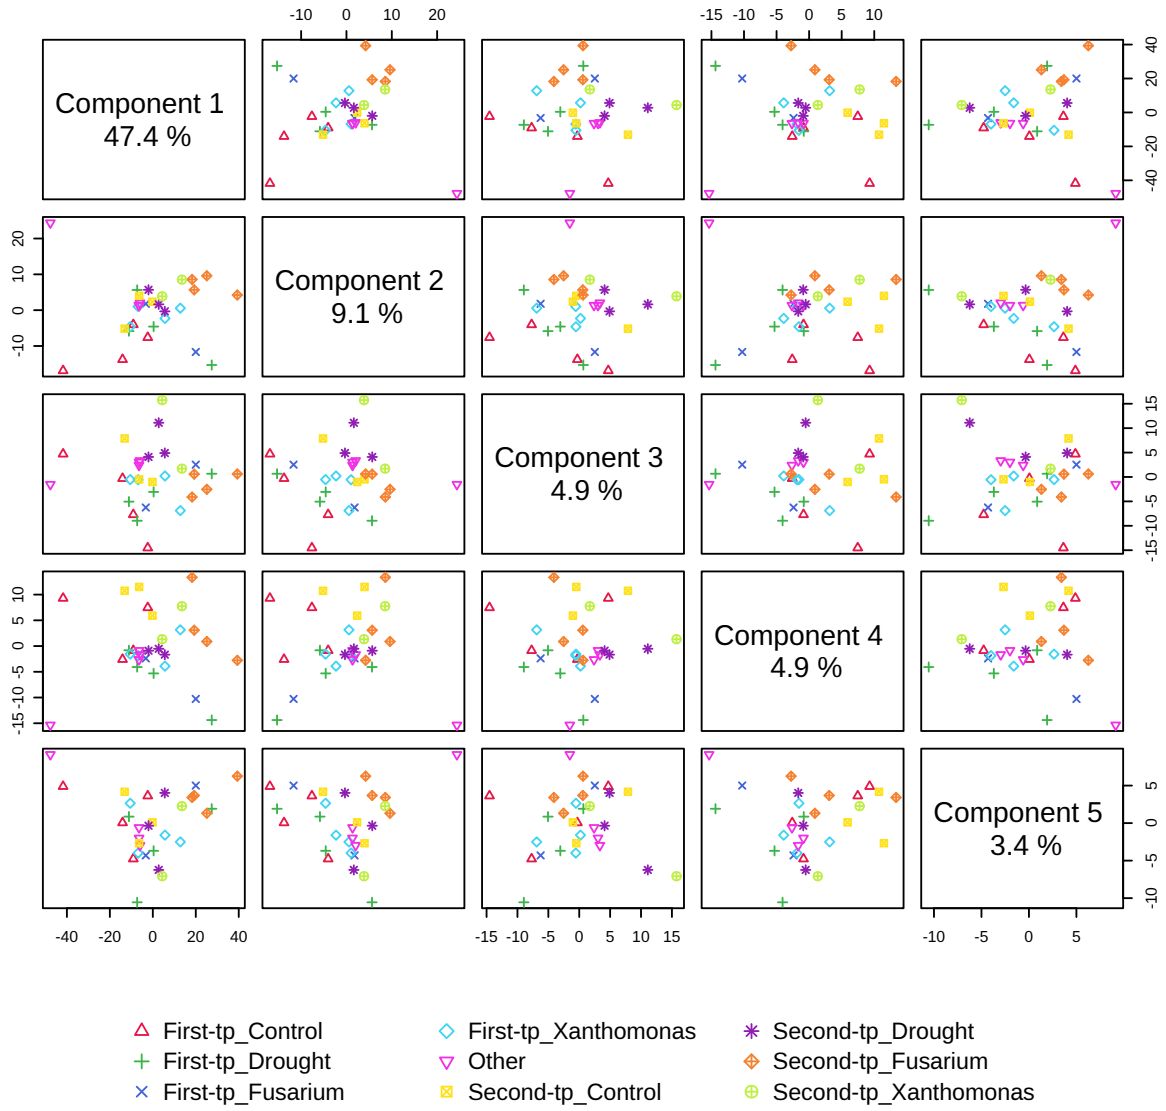 -10 0 10 20
-15 -5 0 5 10
Component 1
47.4 %
-40 -20 0 20 40
-10 0 10 20
Component 2
9.1 %
Component 3
4.9 %
-15 -10 -5 0 5 10 15
-15 -10 -5 0 5 10
Component 4
4.9 %
Component 5
3.4 %
-10 -5 0 5
-40 -20 0 20 40
-15 -5 0 5 15
-10 -5 0 5
First-tp_Control
First-tp_Xanthomonas
Second-tp_Drought
First-tp_Drought
Other
Second-tp_Fusarium
First-tp_Fusarium
Second-tp_Control
Second-tp_Xanthomonas